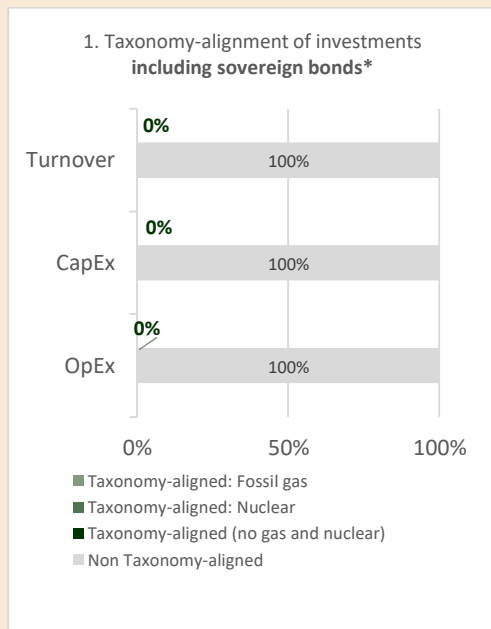 1. Taxonomy-alignment of investments
including sovereign bonds*
0%
Turnover 100%
0%
CapEx 100%
0%
OpEx 100%
0% 50% 100%
Taxonomy-aligned: Fossil gas
Taxonomy-aligned: Nuclear
Taxonomy-aligned (no gas and nuclear)
Non Taxonomy-aligned